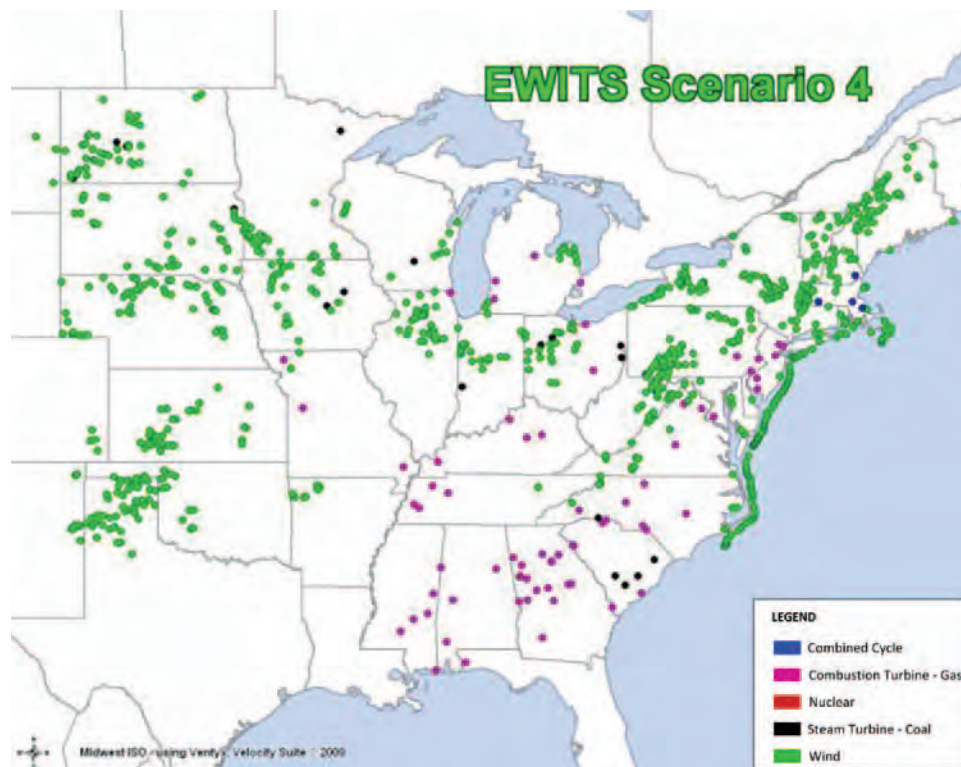 EWITS Scenario 4
LEGEND
Combined Cycle
Combustion Turbine - Gas
Nuclear
Steam Turbine - Coal
Wind
Midwest ISO using Ventyx, Velocity Suite © 2009